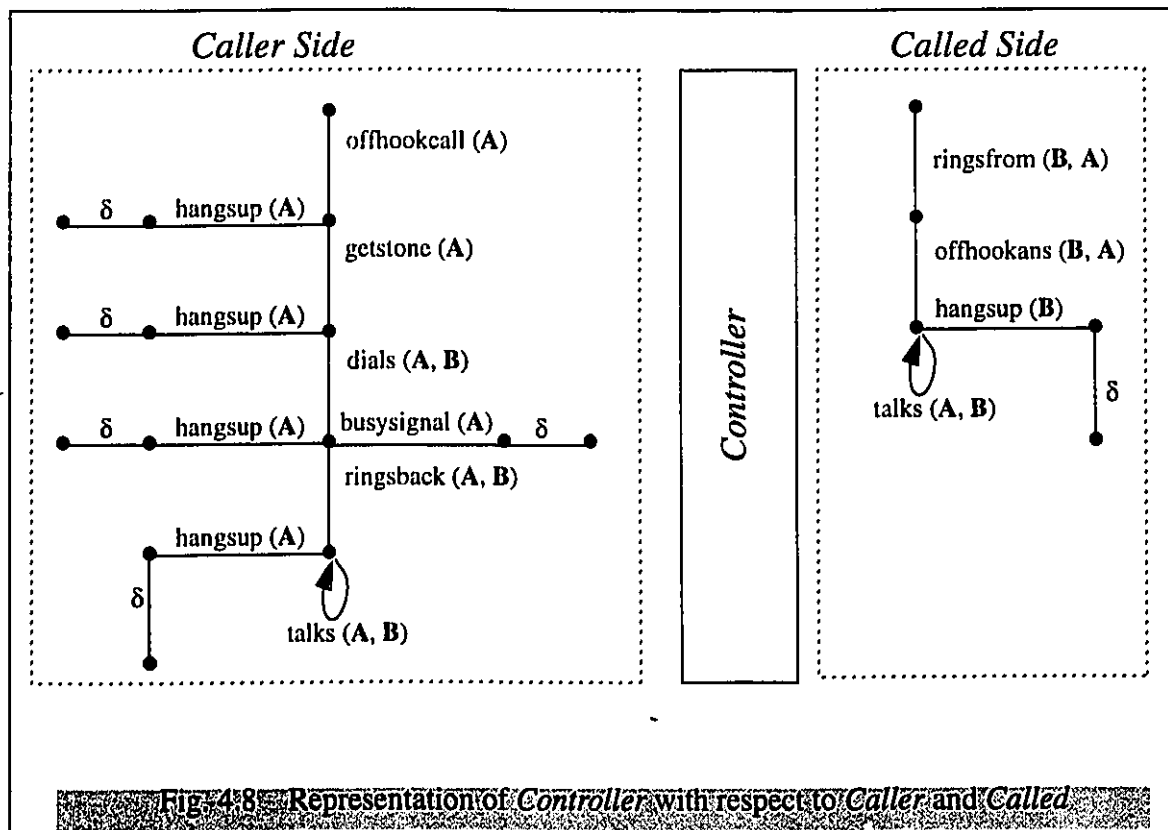 Caller Side
Called Side
offhookcall (A)
δ
hangsup (A)
getstone (A)
δ
hangsup (A)
dials (A, B)
δ
hangsup (A)
busysignal (A)
δ
ringsback (A, B)
hangsup (A)
δ
talks (A, B)
Controller
ringsfrom (B, A)
offhookans (B, A)
hangsup (B)
talks (A, B)
δ
Fig. 4.8 Representation of Controller with respect to Caller and Called